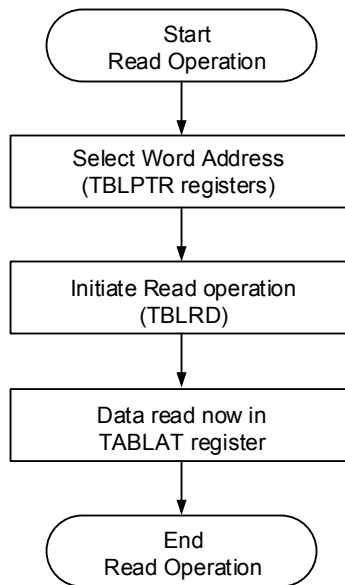 Start
Read Operation
Select Word Address
(TBLPTR registers)
Initiate Read operation
(TBLRD)
Data read now in
TABLAT register
End
Read Operation